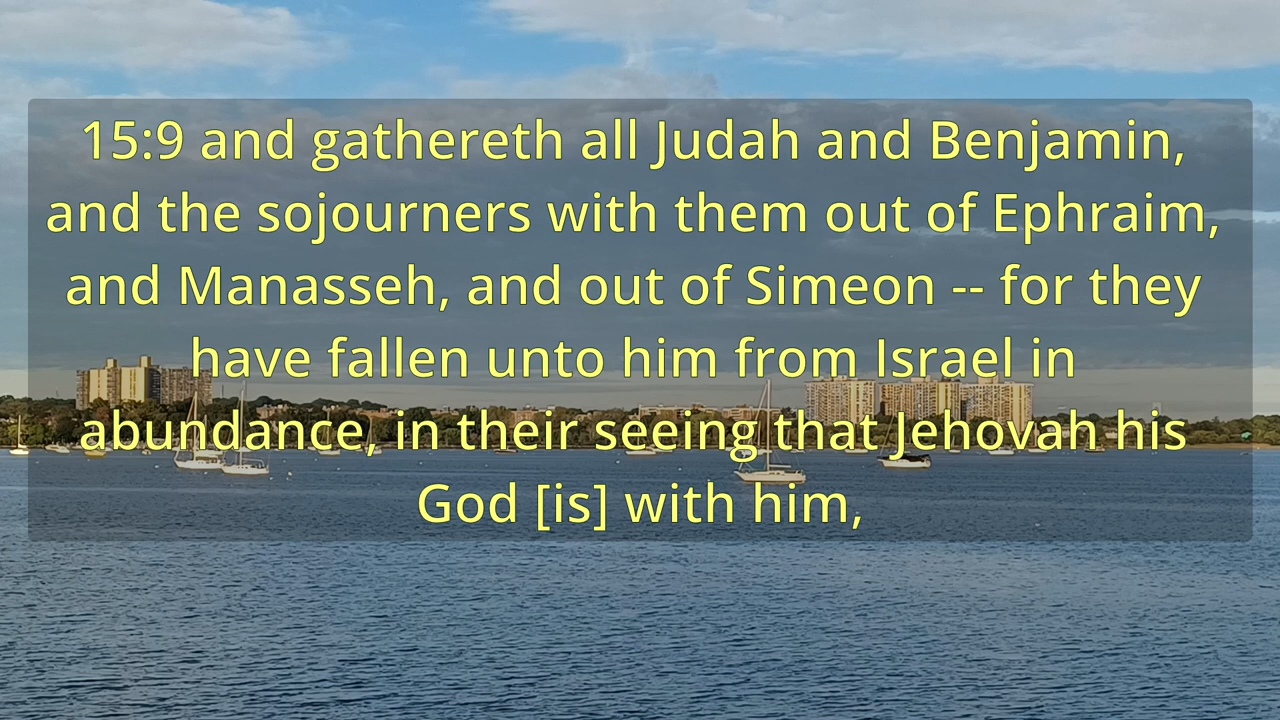 15:9 and gathereth all Judah and Benjamin,
and the sojourners with them out of Ephraim,
and Manasseh, and out of Simeon -- for they
have fallen unto him from Israel in
abundance, in their seeing that Jehovah his
God [is] with him,